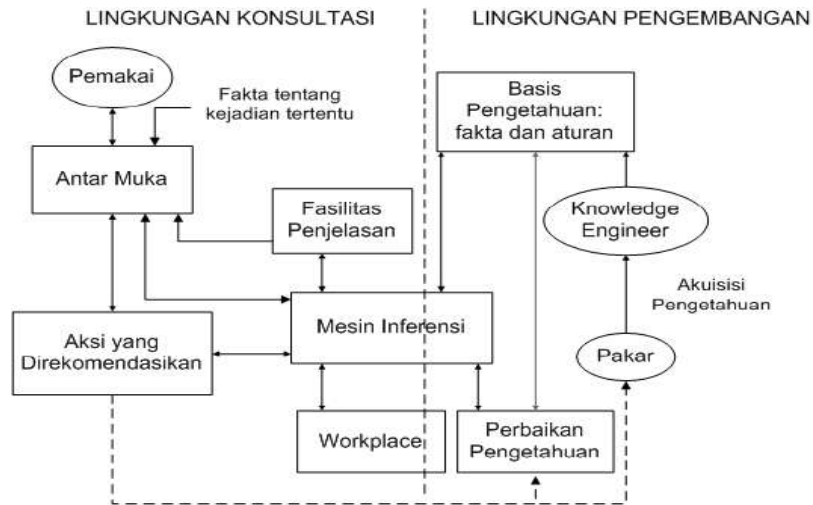 LINGKUNGAN KONSULTASI
LINGKUNGAN PENGEMBANGAN
Pemakai
Fakta tentang
kejadian tertentu
Basis
Pengetahuan:
fakta dan aturan
Antar Muka
Fasilitas
Penjelasan
Knowledge
Engineer
Akuisisi
Pengetahuan
Mesin Inferensi
Aksi yang
Direkomendasikan
Pakar
Workplace
Perbaikan
Pengetahuan